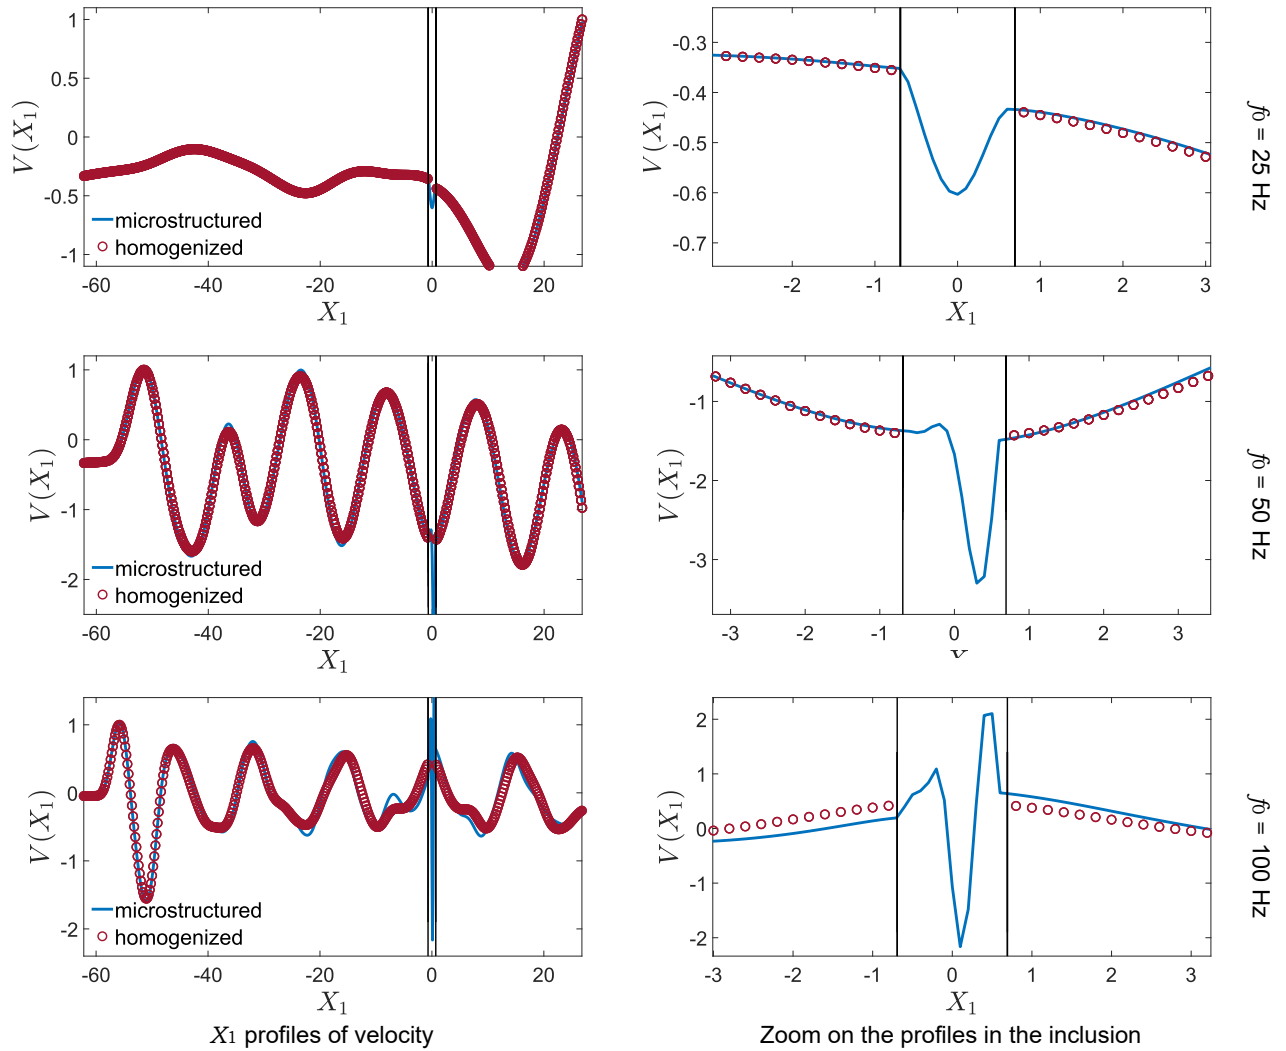 1
0.5
0
-0.5
-1
V(X1)
microstructured
homogenized
-60 -40 -20 0 20
X1
-0.3
-0.4
-0.5
-0.6
-0.7
V(X1)
-2 -1 0 1 2 3
X1
f0 = 25 Hz
1
0
-1
-2
V(X1)
microstructured
homogenized
-60 -40 -20 0 20
X1
-1
-2
-3
V(X1)
-3 -2 -1 0 1 2 3
f0 = 50 Hz
1
0
-1
-2
V(X1)
microstructured
homogenized
-60 -40 -20 0 20
X1
2
1
0
-1
-2
V(X1)
-3 -2 -1 0 1 2 3
X1
f0 = 100 Hz
X1 profiles of velocity
Zoom on the profiles in the inclusion